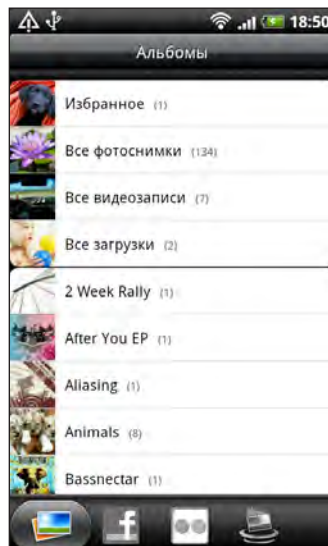 18:50
Альбомы
Избранное (1)
Все фотоснимки (134)
Все видеозаписи (7)
Все загрузки (2)
2 Week Rally (1)
After You EP (1)
Aliasing (1)
Animals (8)
Bassnectar (1)